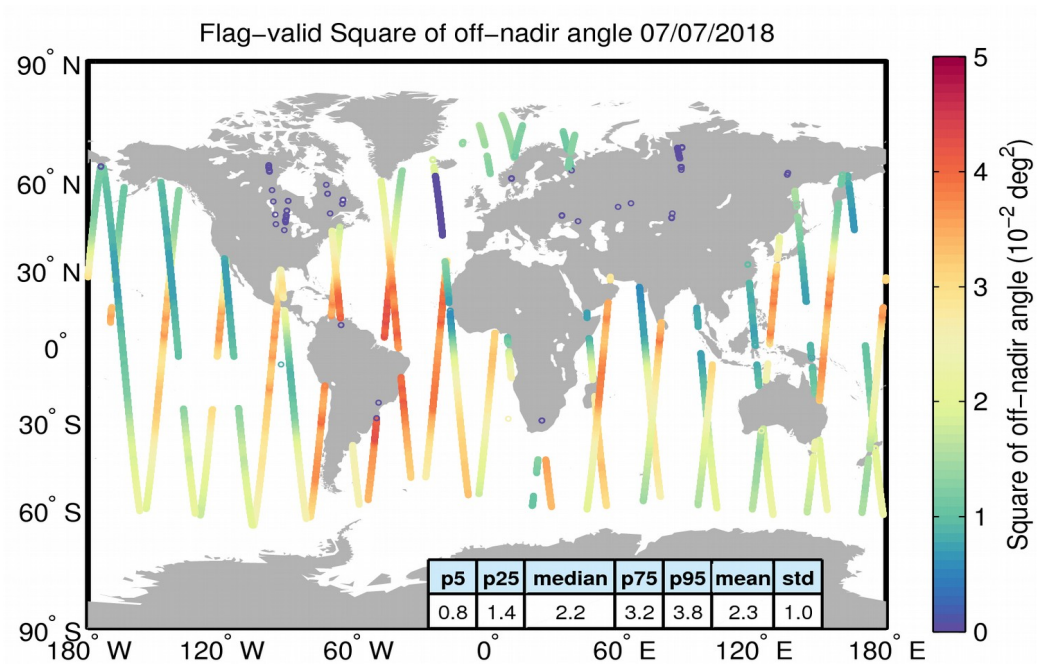 Flag−valid Square of off−nadir angle 07/07/2018
90° N
60° N
30° N
0°
30° S
60° S
90° S
180° W
120° W
60° W
0°
60° E
120° E
180° E
p5 p25 median p75 p95 mean std
0.8 1.4 2.2 3.2 3.8 2.3 1.0
5
4
3
2
1
0
Square of off−nadir angle (10⁻² deg²)